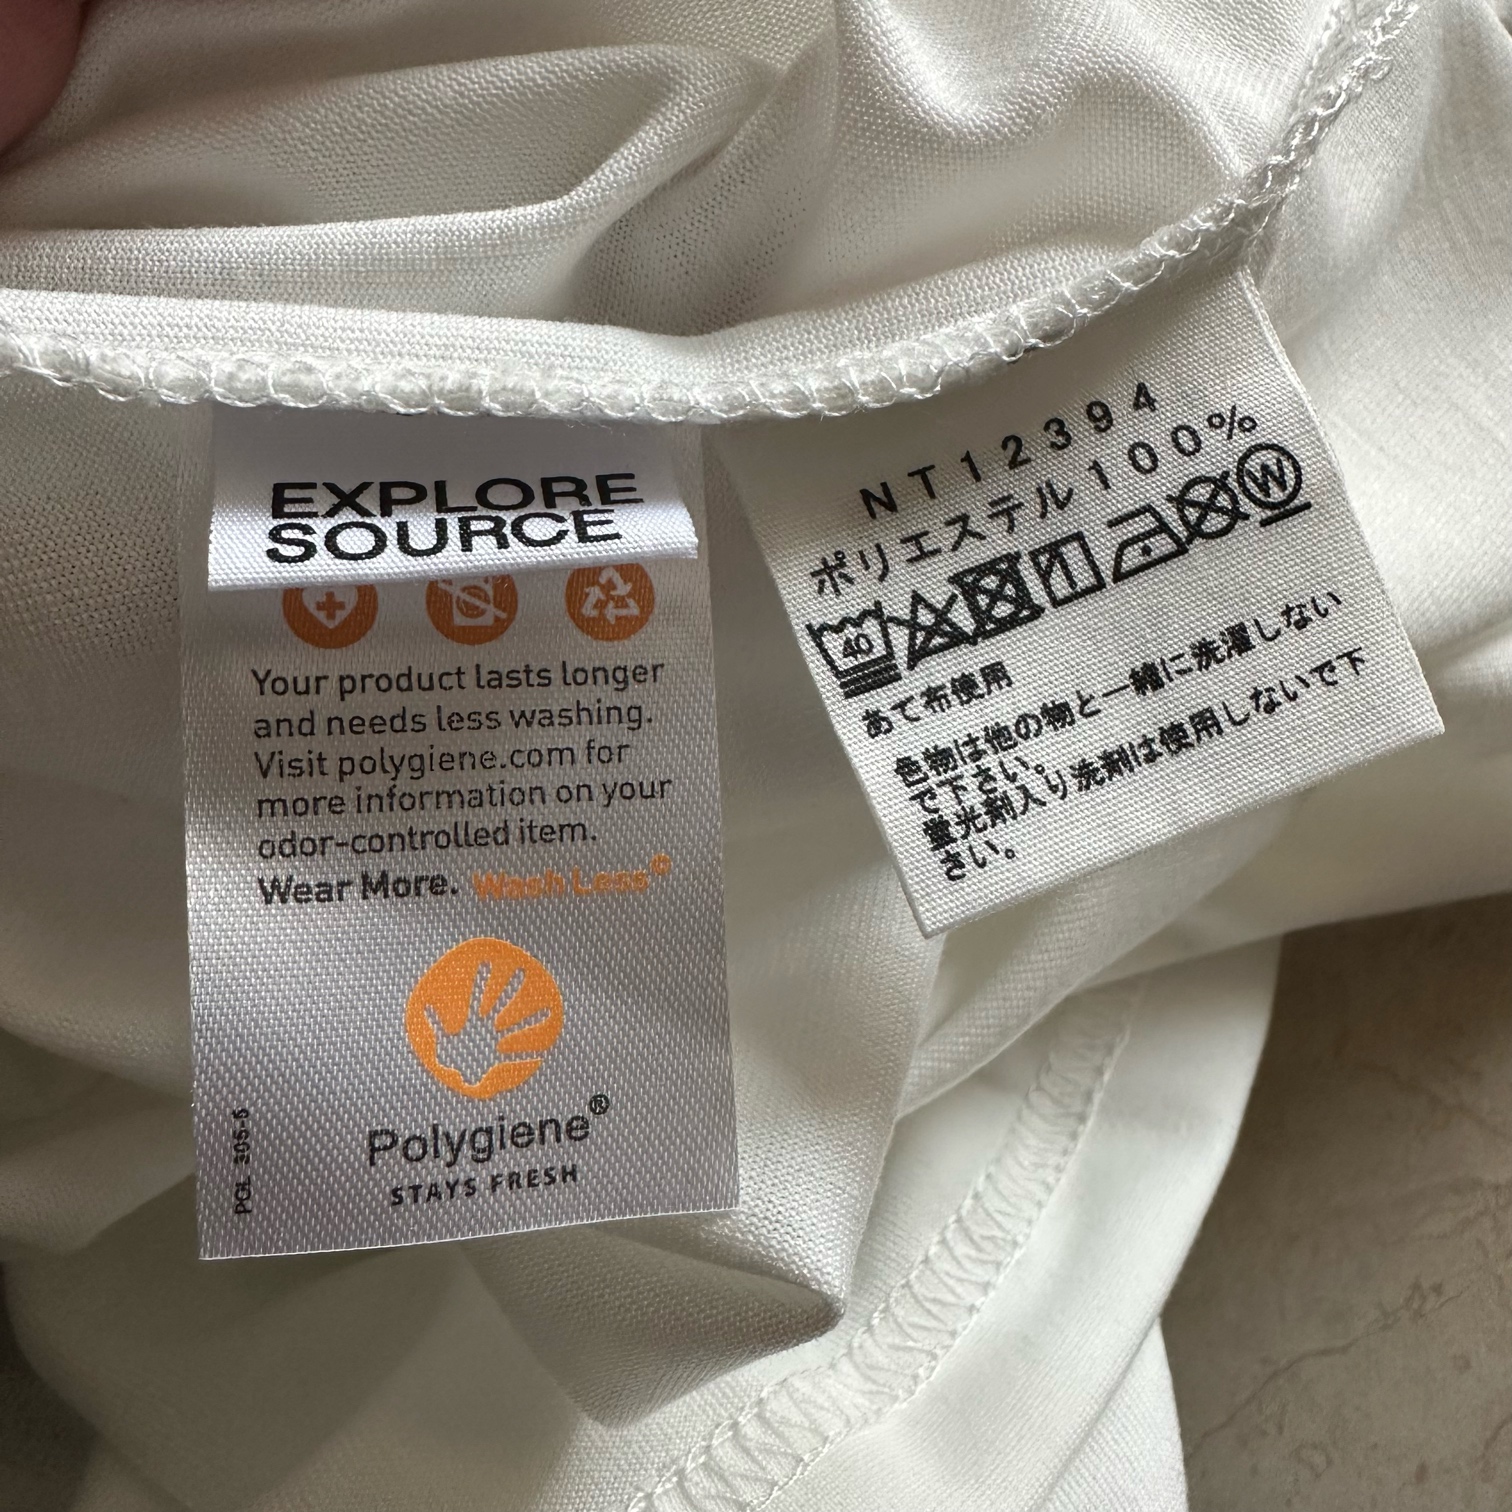 EXPLORE
SOURCE
Your product lasts longer
and needs less washing.
Visit polygiene.com for
more information on your
odor-controlled item.
Wear More. Wash Less©
Polygiene®
STAYS FRESH
PGL 305-5
NT12394
ポリエステル100%
40
W
あて布使用
色物は他の物と一緒に洗濯しない
で下さい。
蛍光剤入り洗剤は使用しないで下
さい。